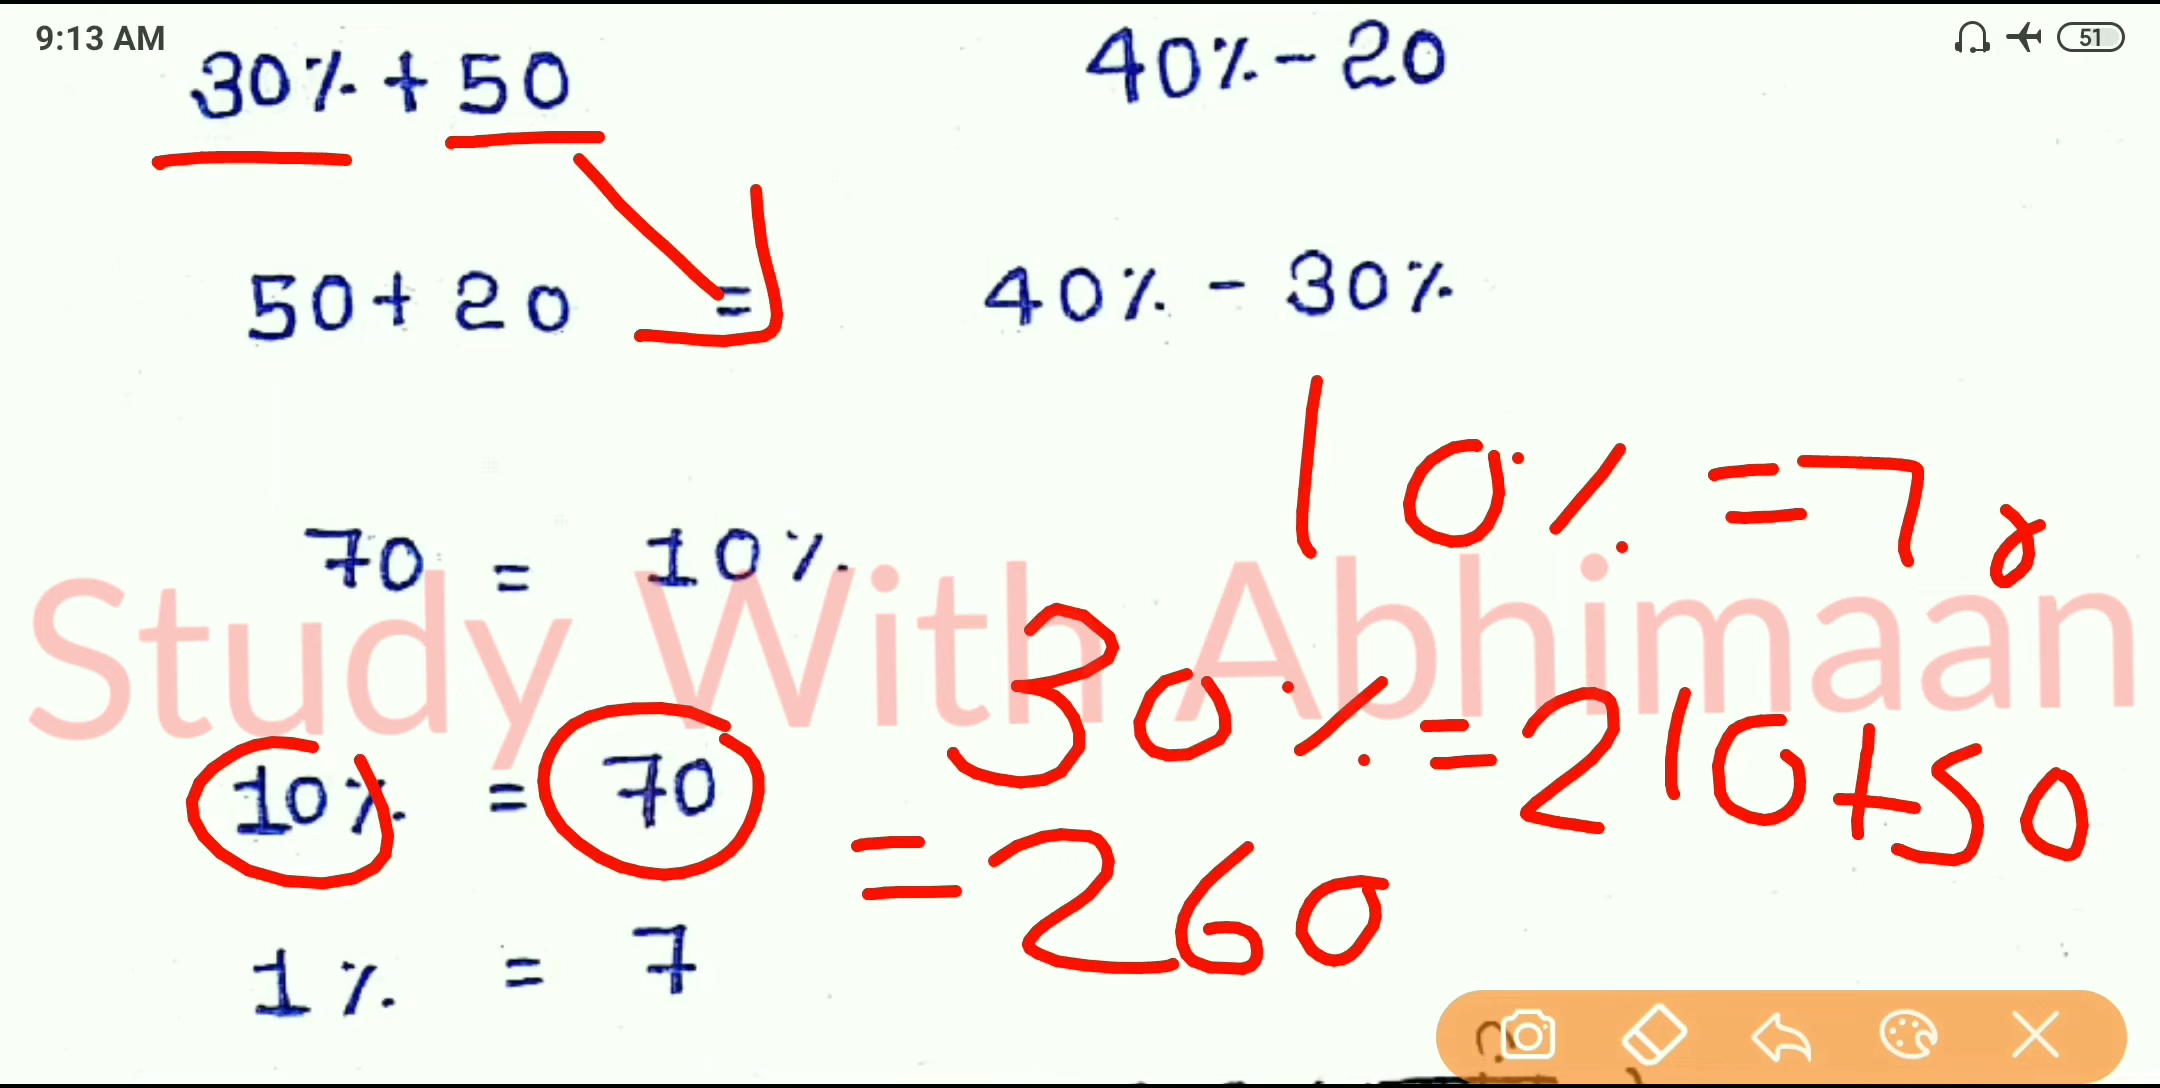 9:13 AM
51
30% + 50
40% - 20
50 + 20 =
40% - 30%
10% = 70
70 = 10%
Study With Abhimaan
30% = 210+50
10% = 70
= 260
1% = 7